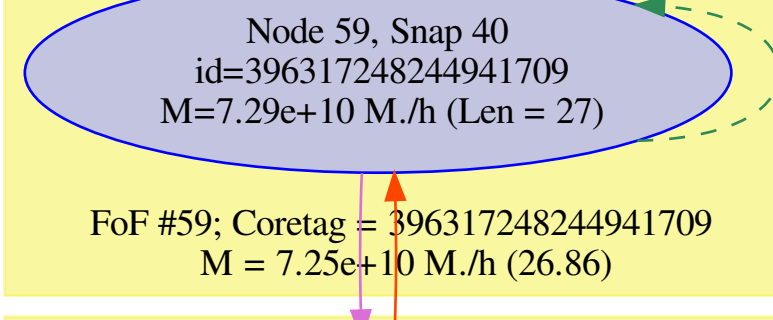 Node 59, Snap 40
id=396317248244941709
M=7.29e+10 M./h (Len = 27)
FoF #59; Coretag = 396317248244941709
M = 7.25e+10 M./h (26.86)